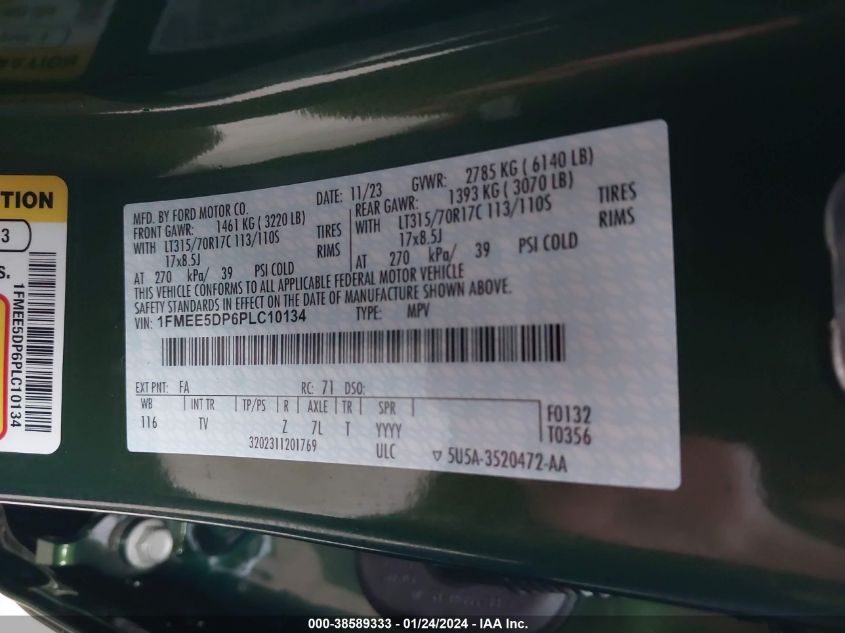 TION
3
S.
1FMEE5DP6PLC10134
MFD. BY FORD MOTOR CO. DATE: 11/23 GVWR: 2785 KG ( 6140 LB)
FRONT GAWR: 1461 KG ( 3220 LB) REAR GAWR: 1393 KG ( 3070 LB)
WITH LT315/70R17C 113/110S TIRES WITH LT315/70R17C 113/110S TIRES
17x8.5J RIMS 17x8.5J RIMS
AT 270 kPa/ 39 PSI COLD AT 270 kPa/ 39 PSI COLD
THIS VEHICLE CONFORMS TO ALL APPLICABLE FEDERAL MOTOR VEHICLE
SAFETY STANDARDS IN EFFECT ON THE DATE OF MANUFACTURE SHOWN ABOVE.
VIN: 1FMEE5DP6PLC10134 TYPE: MPV
EXT PNT: FA RC: 71 DSO:
WB INT TR TP/PS R AXLE TR SPR F0132
116 TV Z 7L T YYYY T0356
3202311201769 ULC 5U5A-3520472-AA
000-38589333 - 01/24/2024 - IAA Inc.